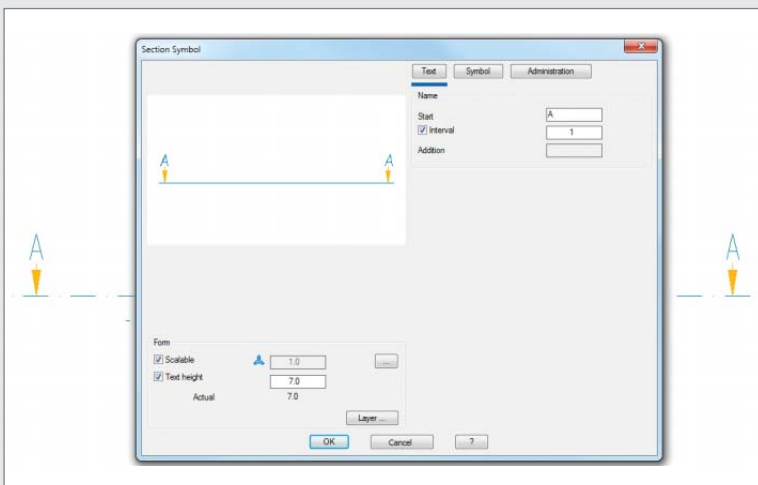 Section Symbol
Text Symbol Administration
Name
Start A
Interval 1
Addition
A A
A A
Form
Scalable 1.0 ...
Text height 7.0
Actual 7.0
Layer ...
OK Cancel ?